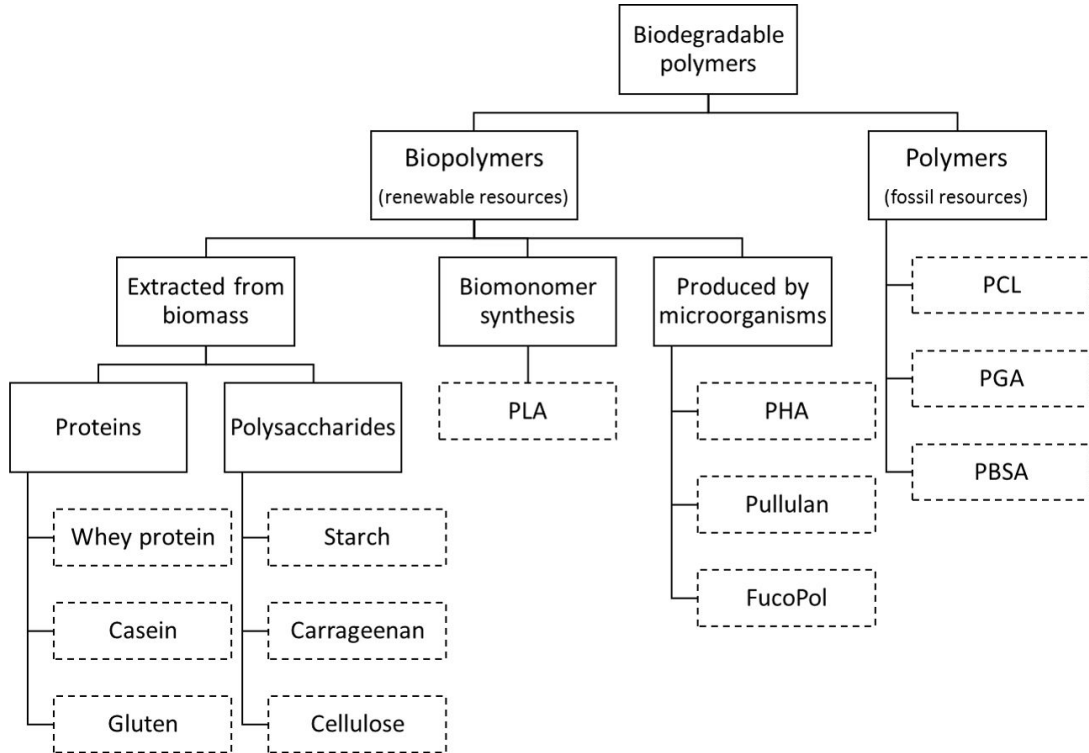 Biodegradable
polymers
Biopolymers
(renewable resources)
Polymers
(fossil resources)
Extracted from
biomass
Biomonomer
synthesis
Produced by
microorganisms
PCL
PGA
PBSA
Proteins
Polysaccharides
PLA
PHA
Pullulan
FucoPol
Whey protein
Casein
Gluten
Starch
Carrageenan
Cellulose